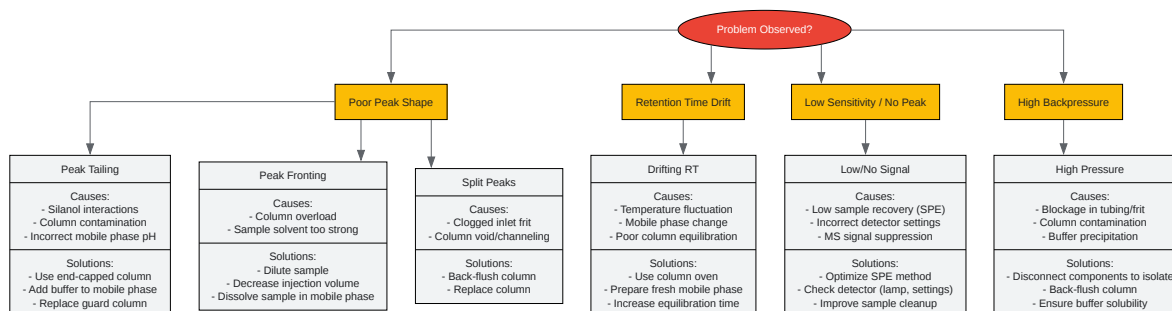 Problem Observed?
Poor Peak Shape
Retention Time Drift
Low Sensitivity / No Peak
High Backpressure
Peak Tailing
Causes:
- Silanol interactions
- Column contamination
- Incorrect mobile phase pH
Solutions:
- Use end-capped column
- Add buffer to mobile phase
- Replace guard column
Peak Fronting
Causes:
- Column overload
- Sample solvent too strong
Solutions:
- Dilute sample
- Decrease injection volume
- Dissolve sample in mobile phase
Split Peaks
Causes:
- Clogged inlet frit
- Column void/channeling
Solutions:
- Back-flush column
- Replace column
Drifting RT
Causes:
- Temperature fluctuation
- Mobile phase change
- Poor column equilibration
Solutions:
- Use column oven
- Prepare fresh mobile phase
- Increase equilibration time
Low/No Signal
Causes:
- Low sample recovery (SPE)
- Incorrect detector settings
- MS signal suppression
Solutions:
- Optimize SPE method
- Check detector (lamp, settings)
- Improve sample cleanup
High Pressure
Causes:
- Blockage in tubing/frit
- Column contamination
- Buffer precipitation
Solutions:
- Disconnect components to isolate
- Back-flush column
- Ensure buffer solubility